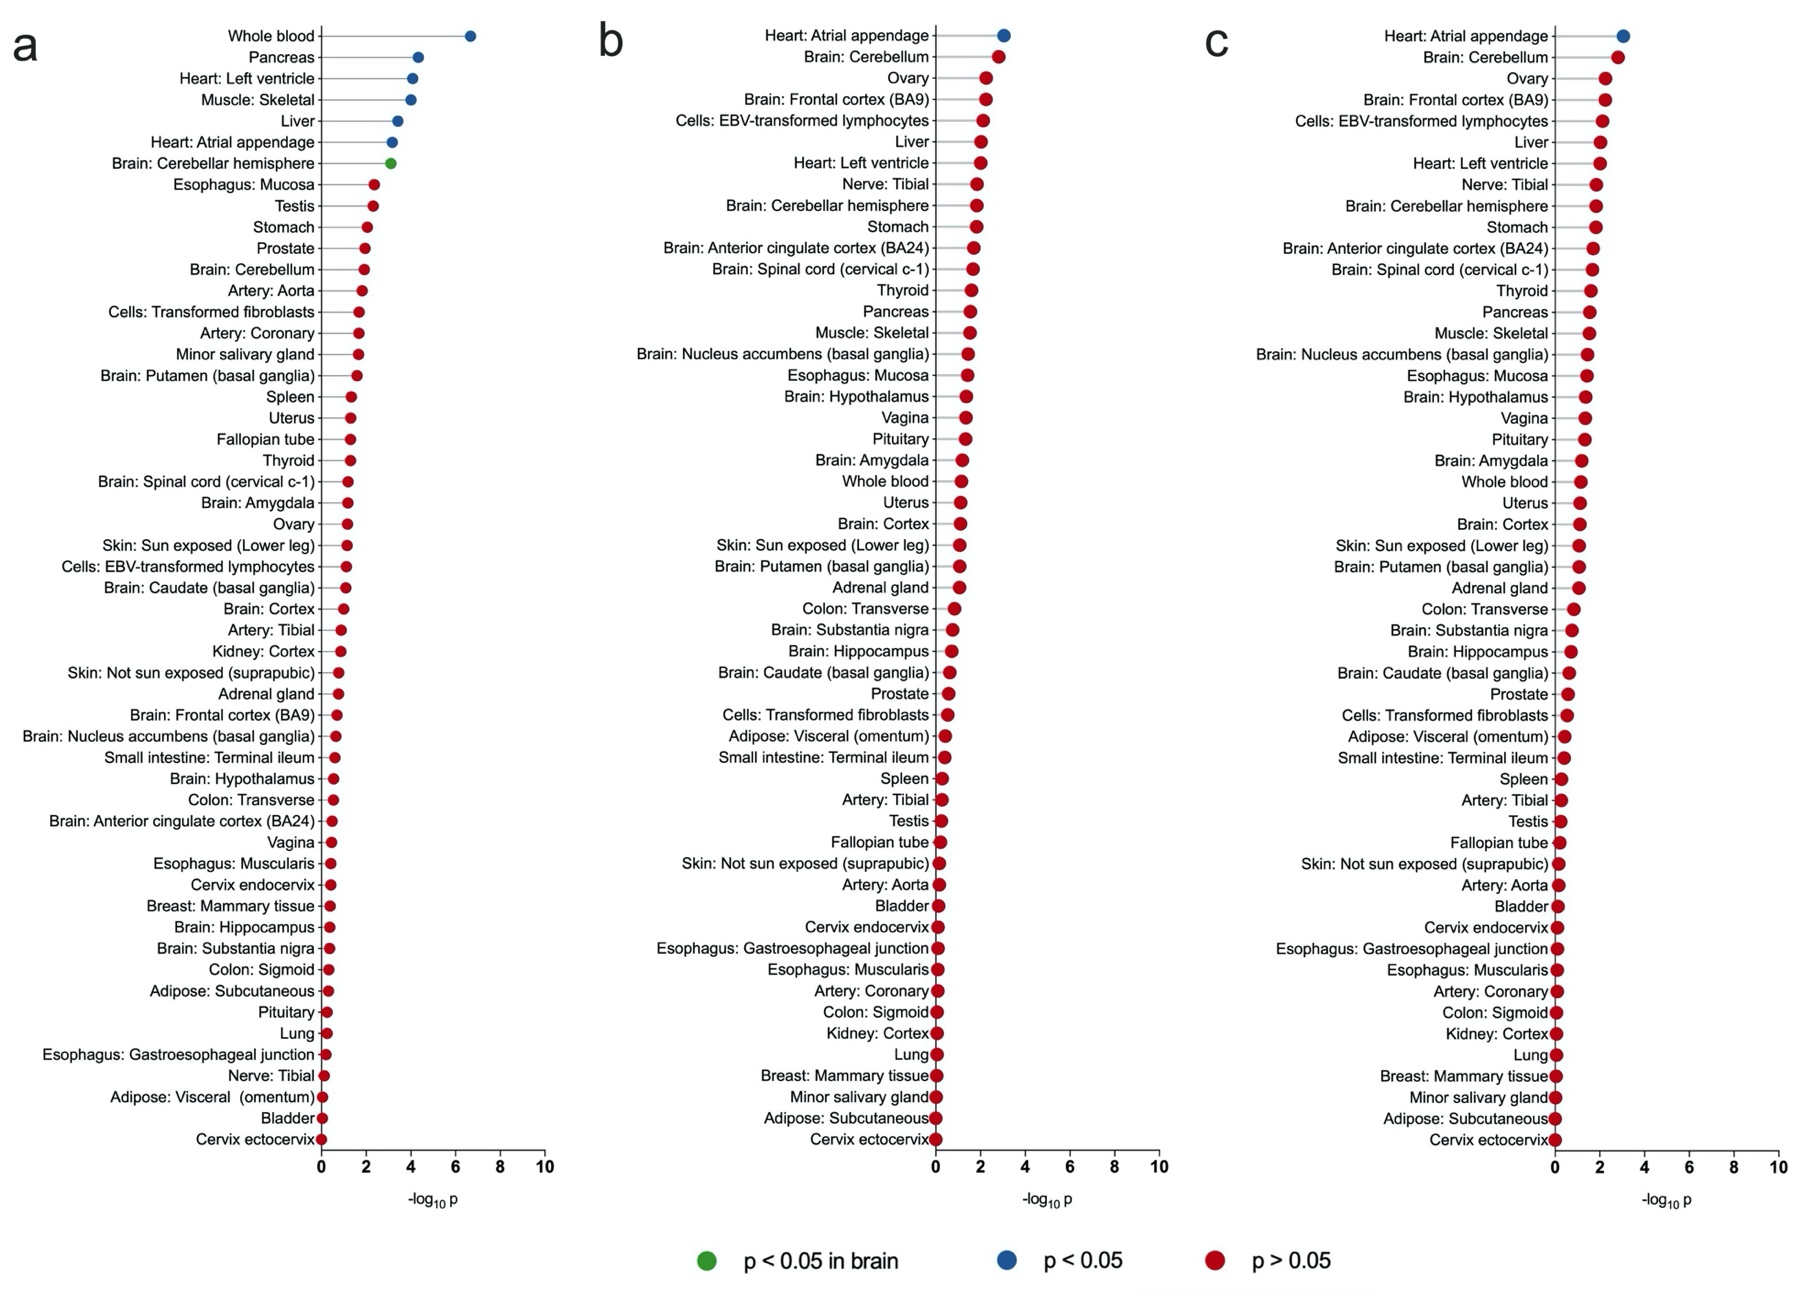 a
Whole blood
Pancreas
Heart: Left ventricle
Muscle: Skeletal
Liver
Heart: Atrial appendage
Brain: Cerebellar hemisphere
Esophagus: Mucosa
Testis
Stomach
Prostate
Brain: Cerebellum
Artery: Aorta
Cells: Transformed fibroblasts
Artery: Coronary
Minor salivary gland
Brain: Putamen (basal ganglia)
Spleen
Uterus
Fallopian tube
Thyroid
Brain: Spinal cord (cervical c-1)
Brain: Amygdala
Ovary
Skin: Sun exposed (Lower leg)
Cells: EBV-transformed lymphocytes
Brain: Caudate (basal ganglia)
Brain: Cortex
Artery: Tibial
Kidney: Cortex
Skin: Not sun exposed (suprapubic)
Adrenal gland
Brain: Frontal cortex (BA9)
Brain: Nucleus accumbens (basal ganglia)
Small intestine: Terminal ileum
Brain: Hypothalamus
Colon: Transverse
Brain: Anterior cingulate cortex (BA24)
Vagina
Esophagus: Muscularis
Cervix endocervix
Breast: Mammary tissue
Brain: Hippocampus
Brain: Substantia nigra
Colon: Sigmoid
Adipose: Subcutaneous
Pituitary
Lung
Esophagus: Gastroesophageal junction
Nerve: Tibial
Adipose: Visceral (omentum)
Bladder
Cervix ectocervix
0 2 4 6 8 10
-log10 p
b
Heart: Atrial appendage
Brain: Cerebellum
Ovary
Brain: Frontal cortex (BA9)
Cells: EBV-transformed lymphocytes
Liver
Heart: Left ventricle
Nerve: Tibial
Brain: Cerebellar hemisphere
Stomach
Brain: Anterior cingulate cortex (BA24)
Brain: Spinal cord (cervical c-1)
Thyroid
Pancreas
Muscle: Skeletal
Brain: Nucleus accumbens (basal ganglia)
Esophagus: Mucosa
Brain: Hypothalamus
Vagina
Pituitary
Brain: Amygdala
Whole blood
Uterus
Brain: Cortex
Skin: Sun exposed (Lower leg)
Brain: Putamen (basal ganglia)
Adrenal gland
Colon: Transverse
Brain: Substantia nigra
Brain: Hippocampus
Brain: Caudate (basal ganglia)
Prostate
Cells: Transformed fibroblasts
Adipose: Visceral (omentum)
Small intestine: Terminal ileum
Spleen
Artery: Tibial
Testis
Fallopian tube
Skin: Not sun exposed (suprapubic)
Artery: Aorta
Bladder
Cervix endocervix
Esophagus: Gastroesophageal junction
Esophagus: Muscularis
Artery: Coronary
Colon: Sigmoid
Kidney: Cortex
Lung
Breast: Mammary tissue
Minor salivary gland
Adipose: Subcutaneous
Cervix ectocervix
0 2 4 6 8 10
-log10 p
c
Heart: Atrial appendage
Brain: Cerebellum
Ovary
Brain: Frontal cortex (BA9)
Cells: EBV-transformed lymphocytes
Liver
Heart: Left ventricle
Nerve: Tibial
Brain: Cerebellar hemisphere
Stomach
Brain: Anterior cingulate cortex (BA24)
Brain: Spinal cord (cervical c-1)
Thyroid
Pancreas
Muscle: Skeletal
Brain: Nucleus accumbens (basal ganglia)
Esophagus: Mucosa
Brain: Hypothalamus
Vagina
Pituitary
Brain: Amygdala
Whole blood
Uterus
Brain: Cortex
Skin: Sun exposed (Lower leg)
Brain: Putamen (basal ganglia)
Adrenal gland
Colon: Transverse
Brain: Substantia nigra
Brain: Hippocampus
Brain: Caudate (basal ganglia)
Prostate
Cells: Transformed fibroblasts
Adipose: Visceral (omentum)
Small intestine: Terminal ileum
Spleen
Artery: Tibial
Testis
Fallopian tube
Skin: Not sun exposed (suprapubic)
Artery: Aorta
Bladder
Cervix endocervix
Esophagus: Gastroesophageal junction
Esophagus: Muscularis
Artery: Coronary
Colon: Sigmoid
Kidney: Cortex
Lung
Breast: Mammary tissue
Minor salivary gland
Adipose: Subcutaneous
Cervix ectocervix
0 2 4 6 8 10
-log10 p
p < 0.05 in brain p < 0.05 p > 0.05